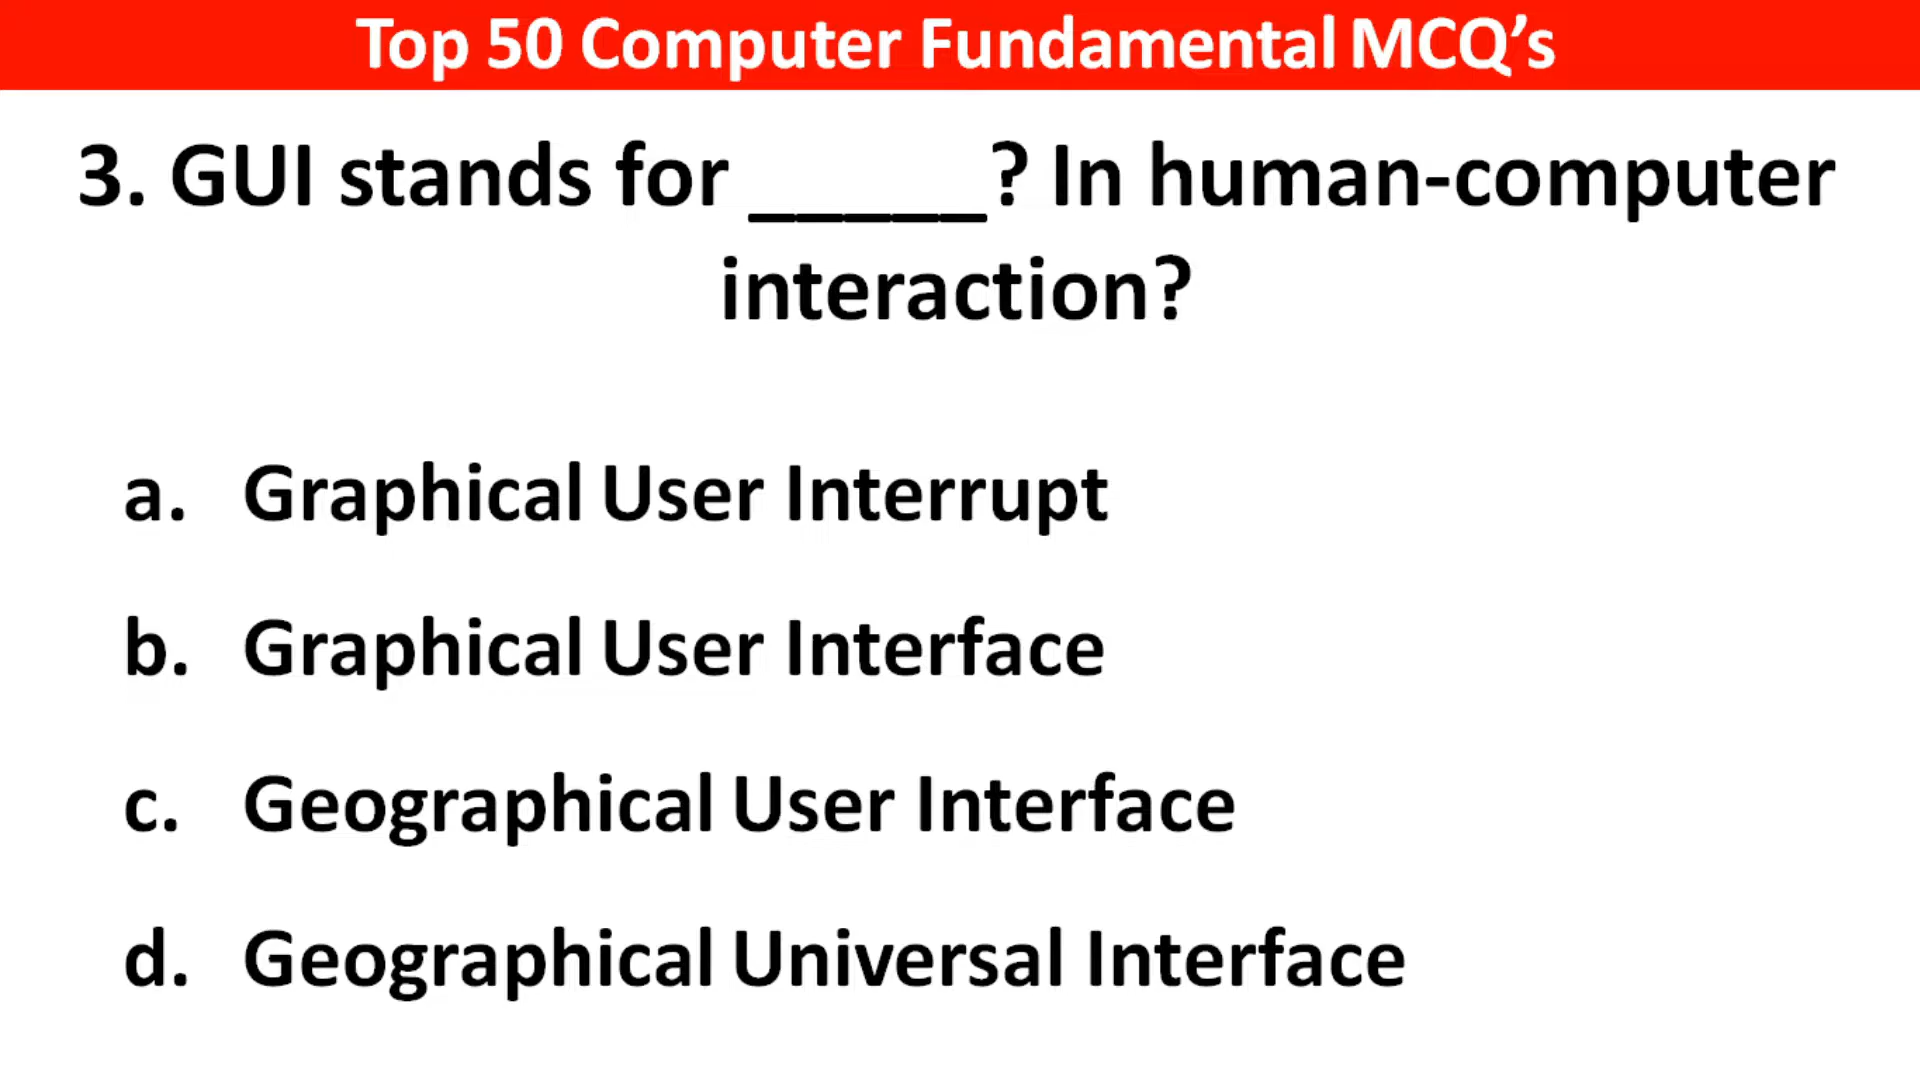 Top 50 Computer Fundamental MCQ’s
3. GUI stands for _____? In human-computer
interaction?
a. Graphical User Interrupt
b. Graphical User Interface
c. Geographical User Interface
d. Geographical Universal Interface